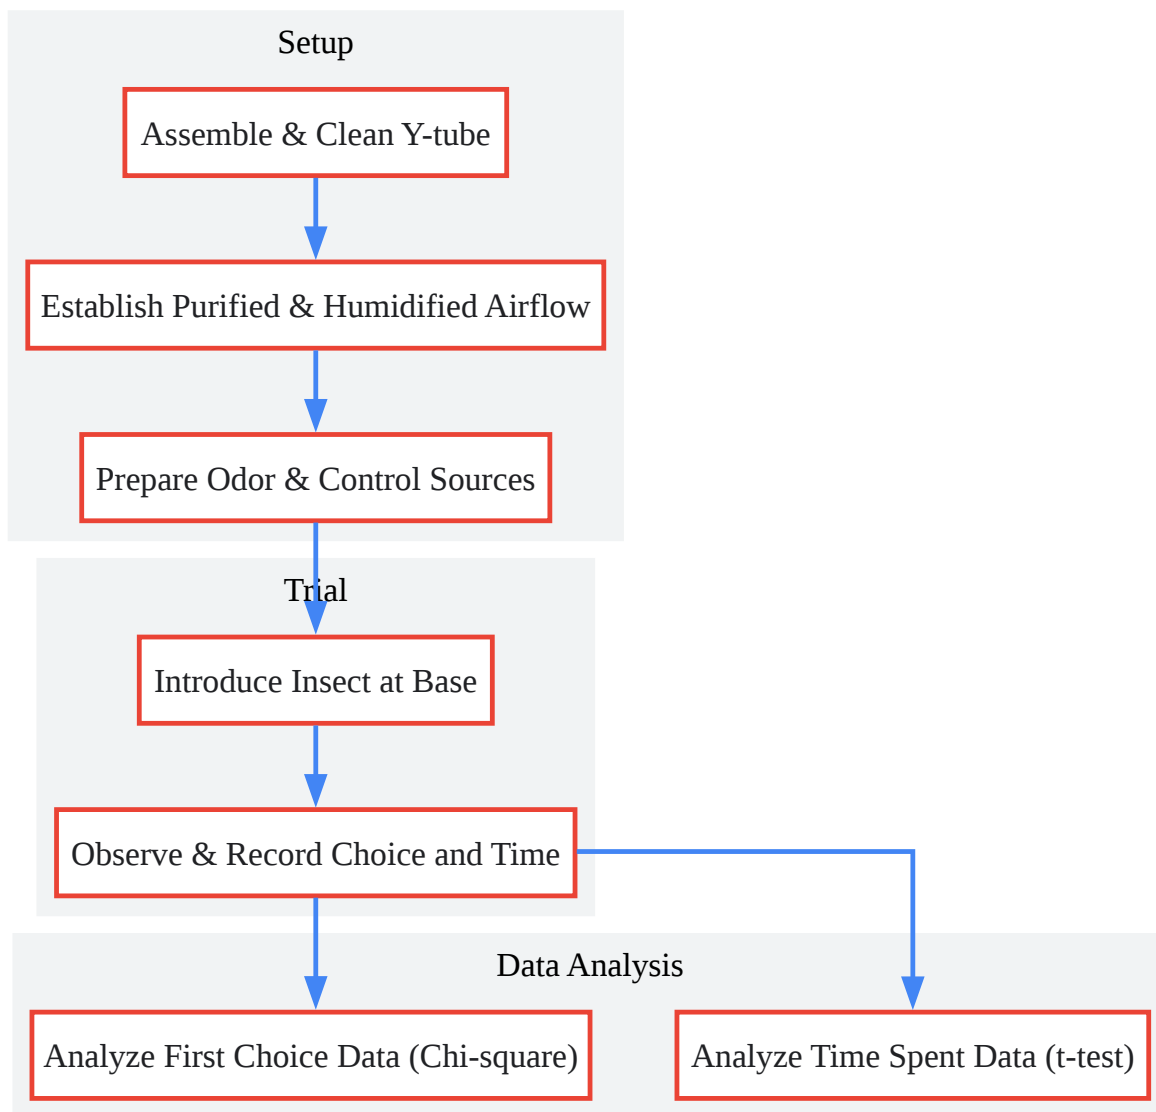 Setup
Assemble & Clean Y-tube
Establish Purified & Humidified Airflow
Prepare Odor & Control Sources
Trial
Introduce Insect at Base
Observe & Record Choice and Time
Data Analysis
Analyze First Choice Data (Chi-square)
Analyze Time Spent Data (t-test)